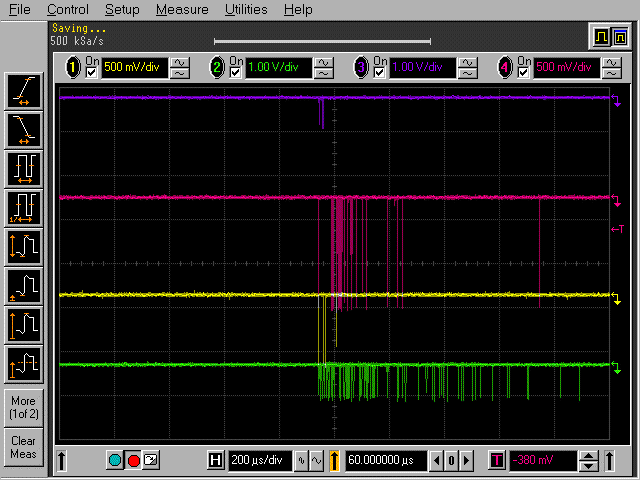 File Control Setup Measure Utilities Help
Saving...
500 kSa/s
1 On 500 mV/div 2 On 1.00 V/div 3 On 1.00 V/div 4 On 500 mV/div
T
1/
More
(1of 2)
Clear
Meas
H 200 µs/div 60.000000 µs 0 T -380 mV